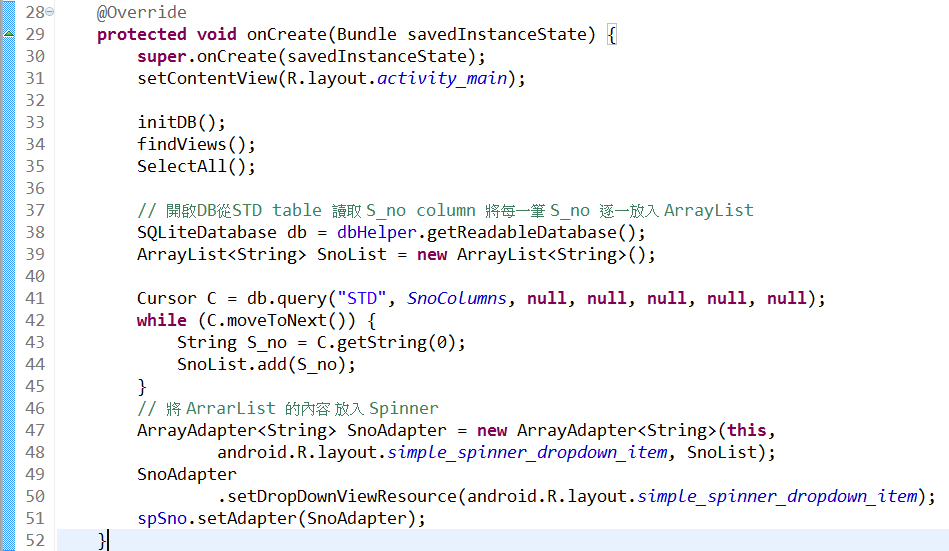 28 @Override
29 protected void onCreate(Bundle savedInstanceState) {
30 super.onCreate(savedInstanceState);
31 setContentView(R.layout.activity_main);
32
33 initDB();
34 findViews();
35 SelectAll();
36
37 // 開啟DB從STD table 讀取 S_no column 將每一筆 S_no 逐一放入 ArrayList
38 SQLiteDatabase db = dbHelper.getReadableDatabase();
39 ArrayList<String> SnoList = new ArrayList<String>();
40
41 Cursor C = db.query("STD", SnoColumns, null, null, null, null, null);
42 while (C.moveToNext()) {
43 String S_no = C.getString(0);
44 SnoList.add(S_no);
45 }
46 // 將 ArrarList 的內容 放入 Spinner
47 ArrayAdapter<String> SnoAdapter = new ArrayAdapter<String>(this,
48 android.R.layout.simple_spinner_dropdown_item, SnoList);
49 SnoAdapter
50 .setDropDownViewResource(android.R.layout.simple_spinner_dropdown_item);
51 spSno.setAdapter(SnoAdapter);
52 }